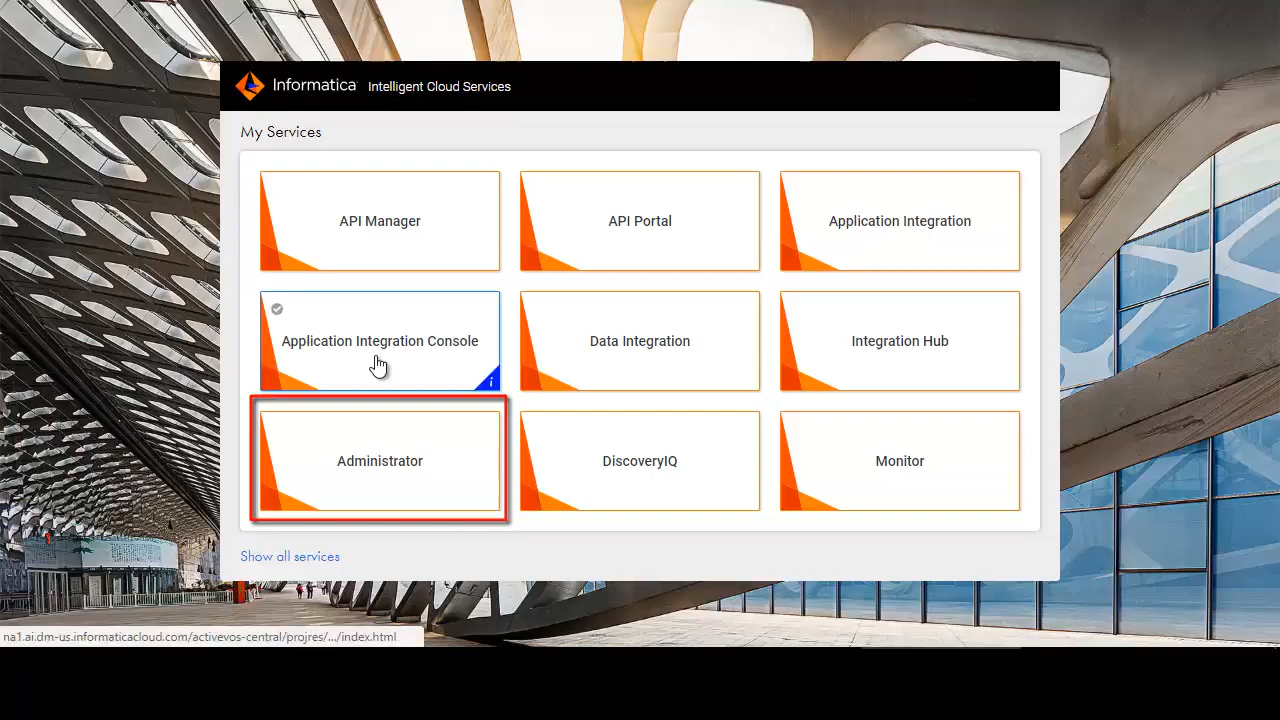 Informatica Intelligent Cloud Services
My Services
API Manager
API Portal
Application Integration
Application Integration Console
i
Data Integration
Integration Hub
Administrator
DiscoveryIQ
Monitor
Show all services
na1.ai.dm-us.informaticacloud.com/activevos-central/projres/.../index.html